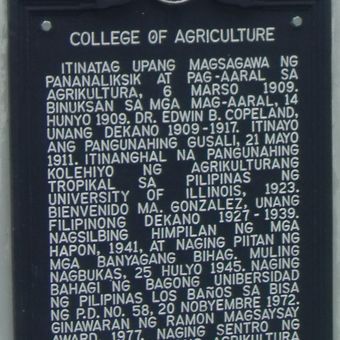 COLLEGE OF AGRICULTURE
ITINATAG UPANG MAGSAGAWA NG
PANANALIKSIK AT PAG-AARAL SA
AGRIKULTURA, 6 MARSO 1909.
BINUKSAN SA MGA MAG-AARAL, 14
HUNYO 1909. DR. EDWIN B. COPELAND,
UNANG DEKANO 1909-1917. ITINAYO
ANG PANGUNAHING GUSALI, 21 MAYO
1911. ITINANGHAL NA PANGUNAHING
KOLEHIYO NG AGRIKULTURANG
TROPIKAL SA PILIPINAS NG
UNIVERSITY OF ILLINOIS, 1923.
BIENVENIDO MA. GONZALEZ, UNANG
FILIPINONG DEKANO 1927-1939.
NAGSILBING HIMPILAN NG MGA
HAPON, 1941, AT NAGING PIITAN NG
MGA BANYAGANG BIHAG. MULING
NAGBUKAS, 25 HULYO 1945. NAGING
BAHAGI NG BAGONG UNIBERSIDAD
NG PILIPINAS LOS BAÑOS SA BISA
NG P.D. NO. 58, 20 NOBYEMBRE 1972.
GINAWARAN NG RAMON MAGSAYSAY
AWARD, 1977. NAGING SENTRO NG
AGRIKULTURA